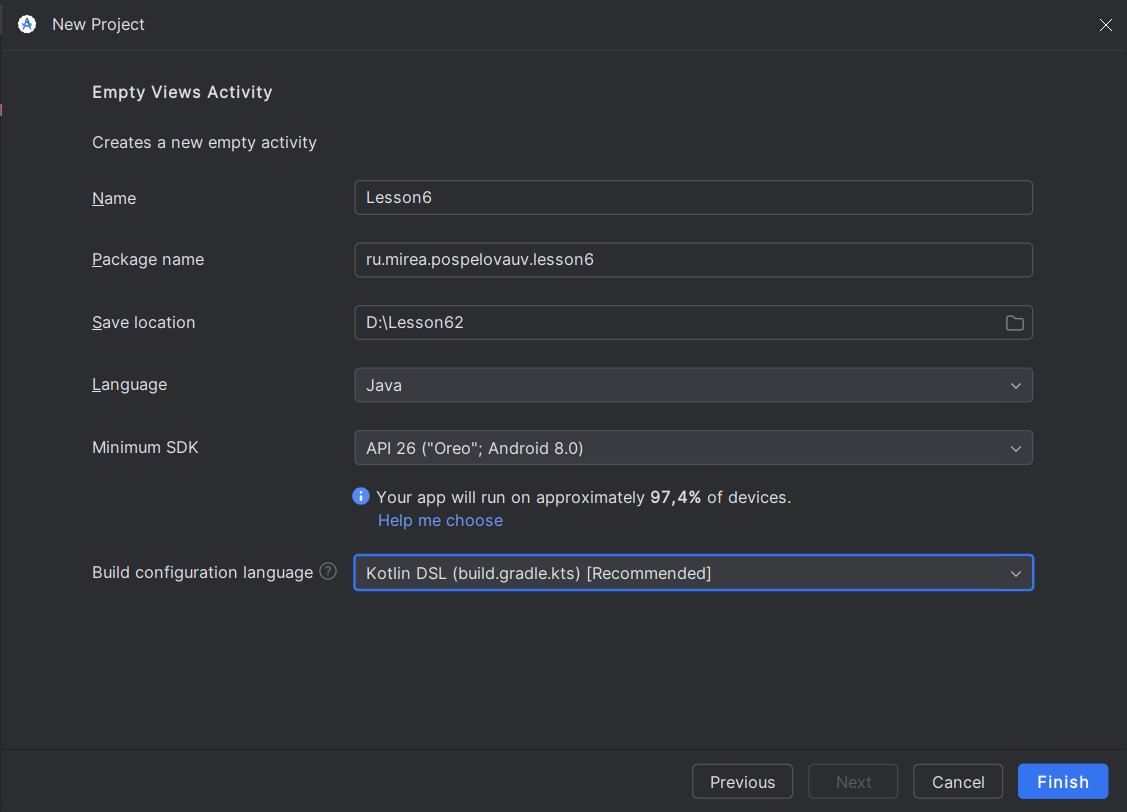 New Project
Empty Views Activity
Creates a new empty activity
Name
Lesson6
Package name
ru.mirea.pospelovauv.lesson6
Save location
D:\Lesson62
Language
Java
Minimum SDK
API 26 ("Oreo"; Android 8.0)
Your app will run on approximately 97,4% of devices.
Help me choose
Build configuration language ?
Kotlin DSL (build.gradle.kts) [Recommended]
Previous
Next
Cancel
Finish